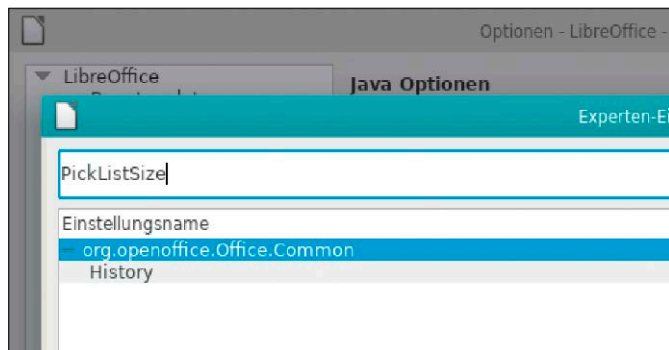 Optionen - LibreOffice -
LibreOffice
Java Optionen
Experten-Ei
PickListSize
Einstellungsname
org.openoffice.Office.Common
History